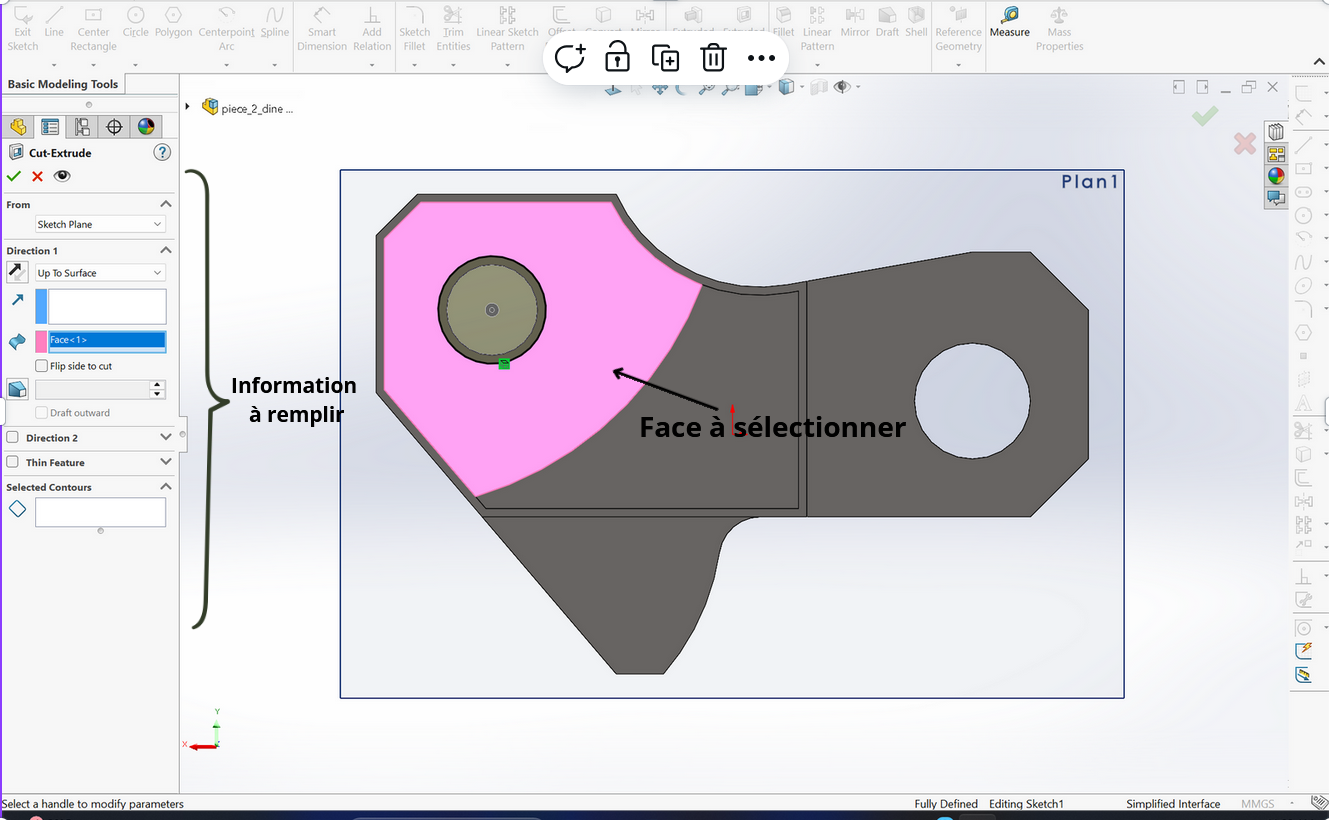 Exit Sketch
Line
Center Rectangle
Circle
Polygon
Centerpoint Arc
Spline
Smart Dimension
Add Relation
Sketch Fillet
Trim Entities
Linear Sketch Pattern
Fillet
Linear Pattern
Mirror
Draft
Shell
Reference Geometry
Measure
Mass Properties
Basic Modeling Tools
piece_2_dine ...
Cut-Extrude
?
From
Sketch Plane
Direction 1
Up To Surface
Face<1>
Flip side to cut
Draft outward
Direction 2
Thin Feature
Selected Contours
Information
à remplir
Plan1
Face à sélectionner
Y
X
Select a handle to modify parameters
Fully Defined
Editing Sketch1
Simplified Interface
MMGS